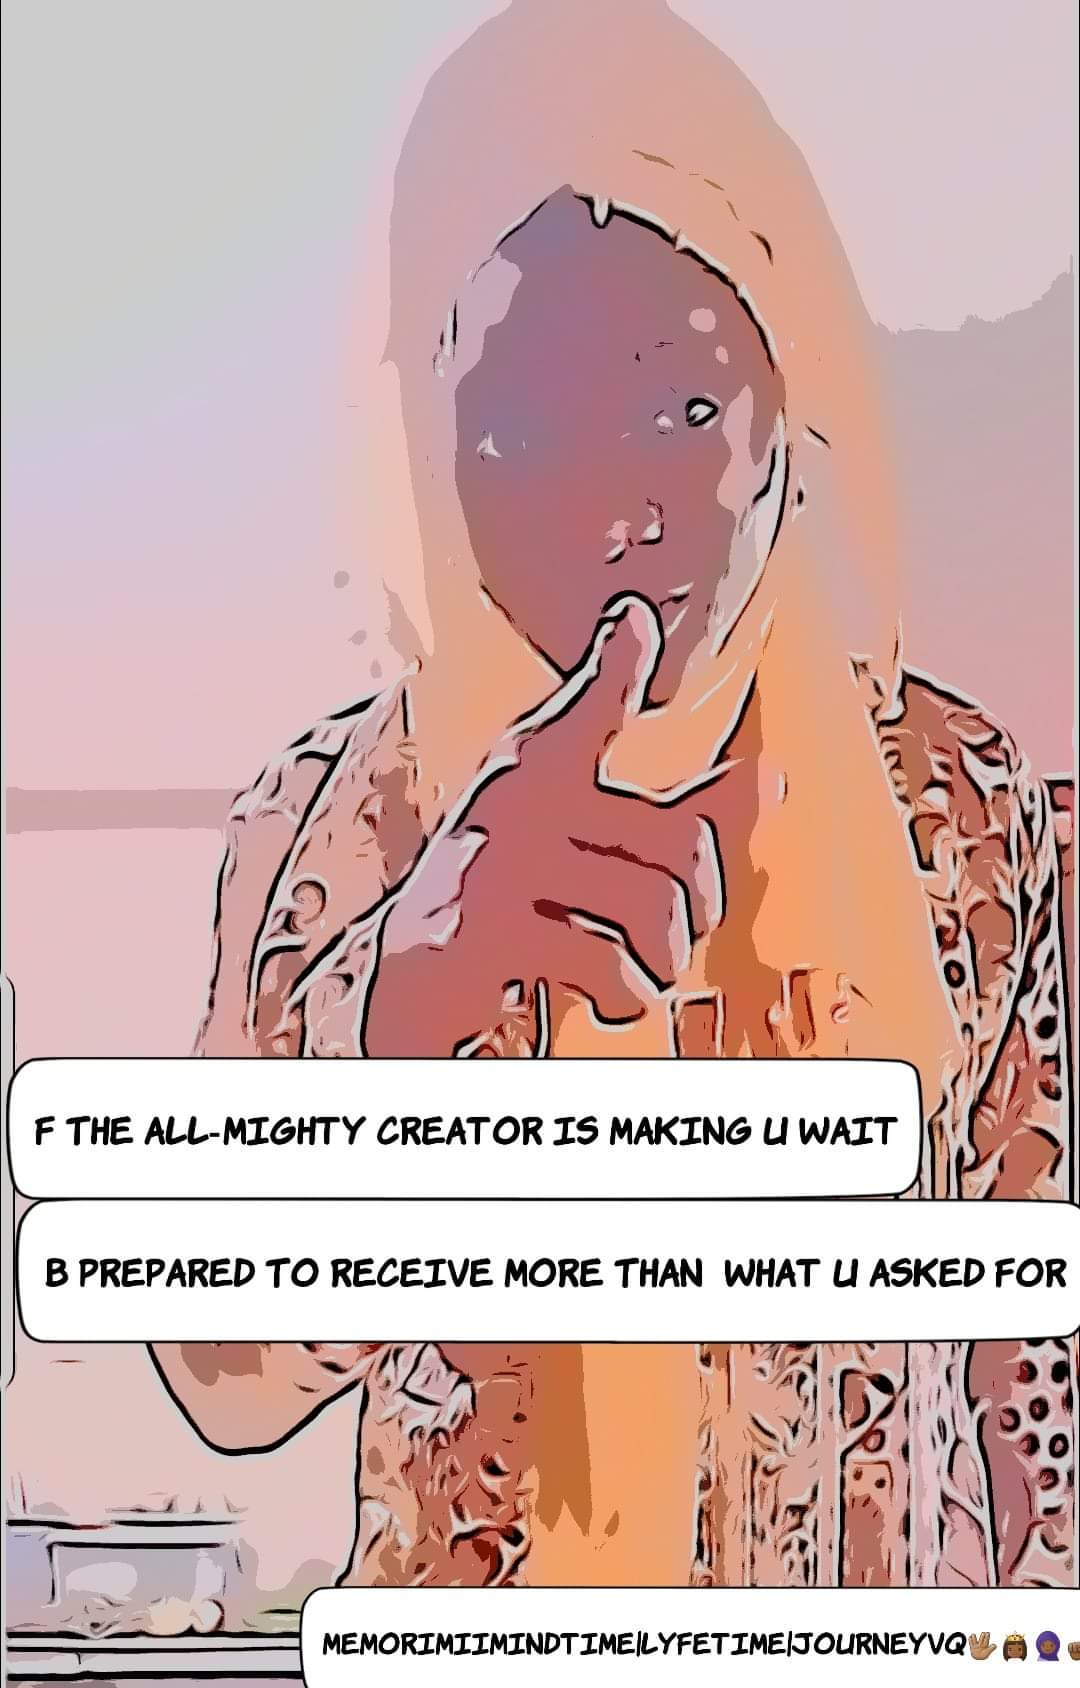 F THE ALL-MIGHTY CREATOR IS MAKING U WAIT
B PREPARED TO RECEIVE MORE THAN WHAT U ASKED FOR
MEMORIMIIMINDTIME|LYFETIME|JOURNEYVQ🖖🏽👸🏾🧕🏾